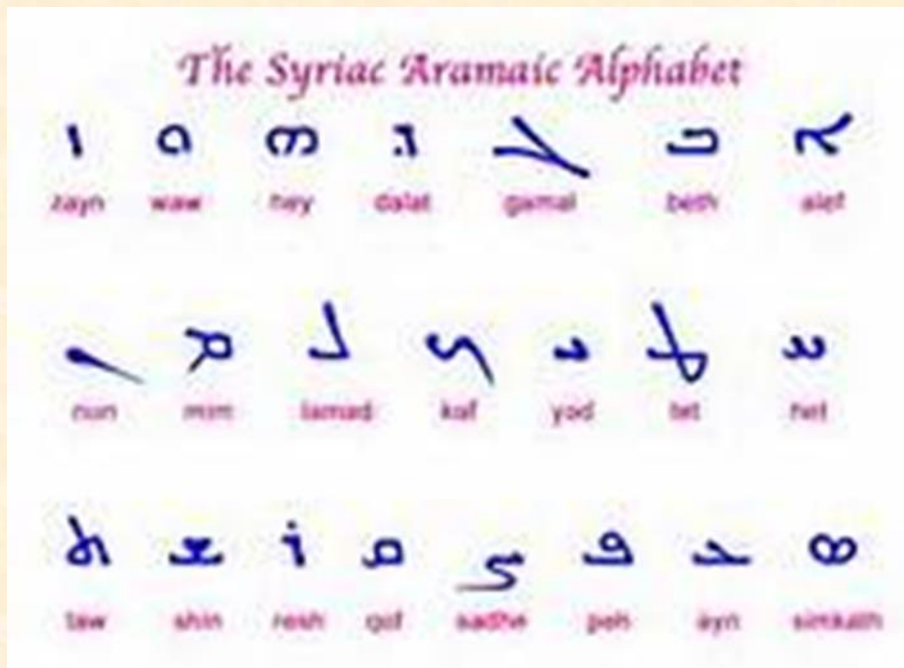 The Syriac Aramaic Alphabet
ܐ ܒ ܓ ܕ ܗ ܘ ܙ
zayn waw hey dalat gamal beth alef
ܚ ܛ ܝ ܟ ܠ ܡ ܢ
nun mim lamad kaf yod tet het
ܣ ܥ ܦ ܨ ܩ ܪ ܫ ܬ
taw shin resh qof sadhe peh ayn simkath